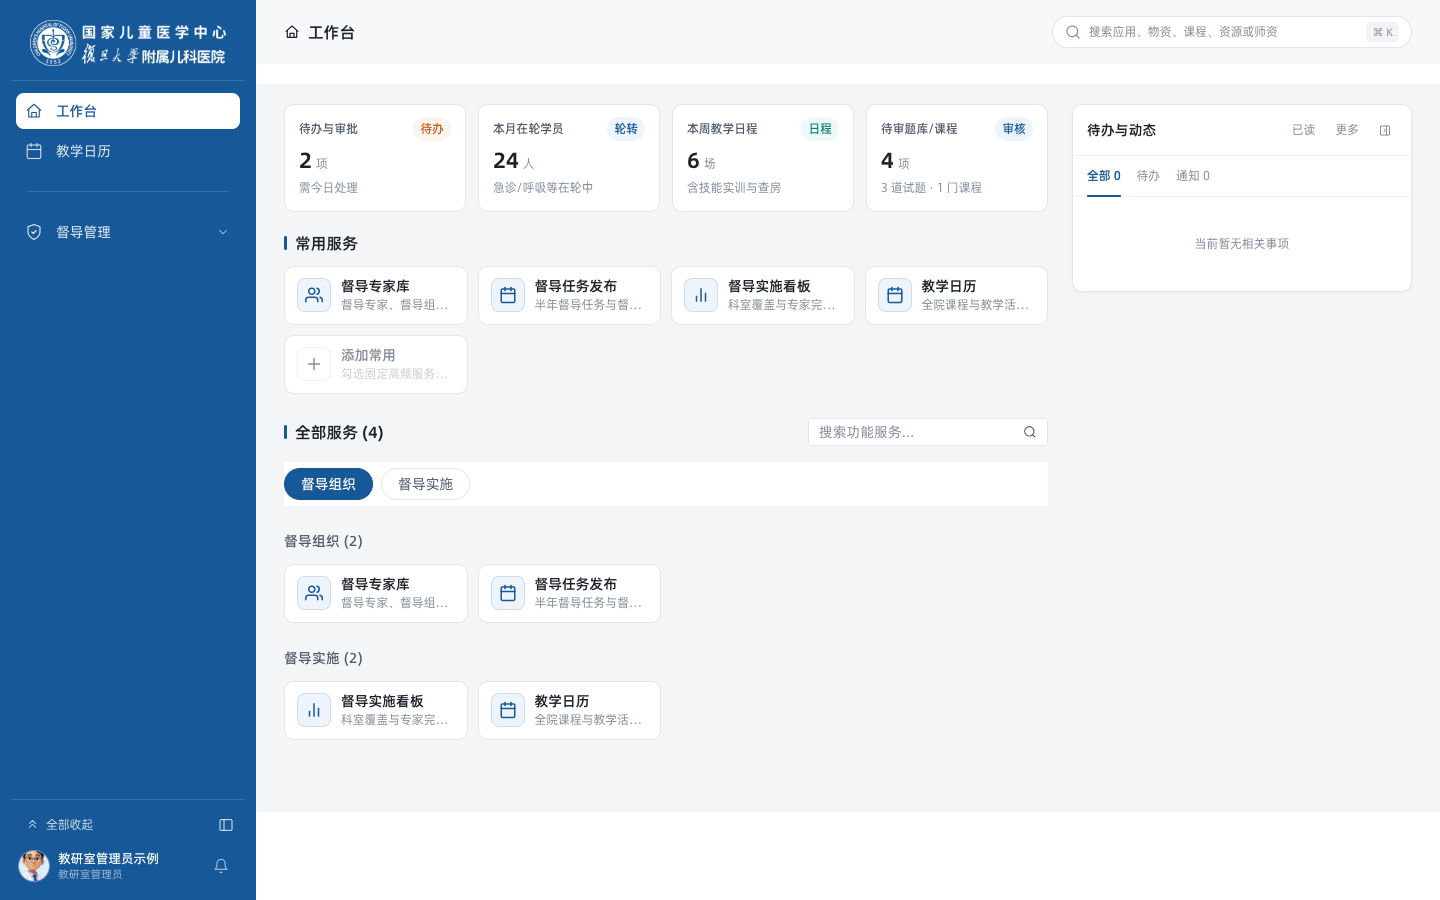 国家儿童医学中心
復旦大学附属儿科医院
1952
工作台
教学日历
督导管理
全部收起
教研室管理员示例
教研室管理员
工作台
搜索应用、物资、课程、资源或师资
⌘ K
待办与审批
待办
2 项
需今日处理
本月在轮学员
轮转
24 人
急诊/呼吸等在轮中
本周教学日程
日程
6 场
含技能实训与查房
待审题库/课程
审核
4 项
3 道试题 · 1 门课程
常用服务
督导专家库
督导专家、督导组...
督导任务发布
半年督导任务与督...
督导实施看板
科室覆盖与专家完...
教学日历
全院课程与教学活...
添加常用
勾选固定高频服务...
全部服务 (4)
搜索功能服务...
督导组织
督导实施
督导组织 (2)
督导专家库
督导专家、督导组...
督导任务发布
半年督导任务与督...
督导实施 (2)
督导实施看板
科室覆盖与专家完...
教学日历
全院课程与教学活...
待办与动态
已读
更多
全部 0
待办
通知 0
当前暂无相关事项